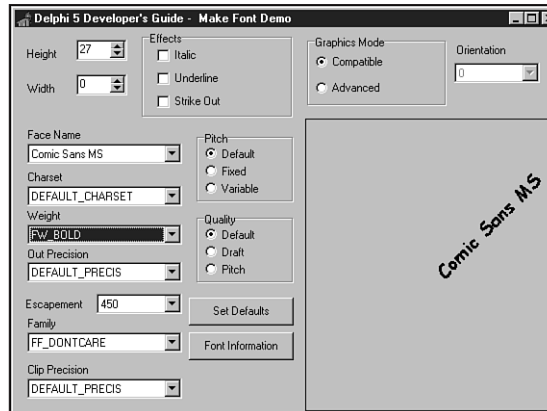 Delphi 5 Developer's Guide - Make Font Demo
Height 27
Width 0
Effects
Italic
Underline
Strike Out
Graphics Mode
Compatible
Advanced
Orientation
0
Face Name
Comic Sans MS
Charset
DEFAULT_CHARSET
Weight
FW_BOLD
Out Precision
DEFAULT_PRECIS
Pitch
Default
Fixed
Variable
Quality
Default
Draft
Pitch
Escapement 450
Family
FF_DONTCARE
Clip Precision
DEFAULT_PRECIS
Set Defaults
Font Information
Comic Sans MS